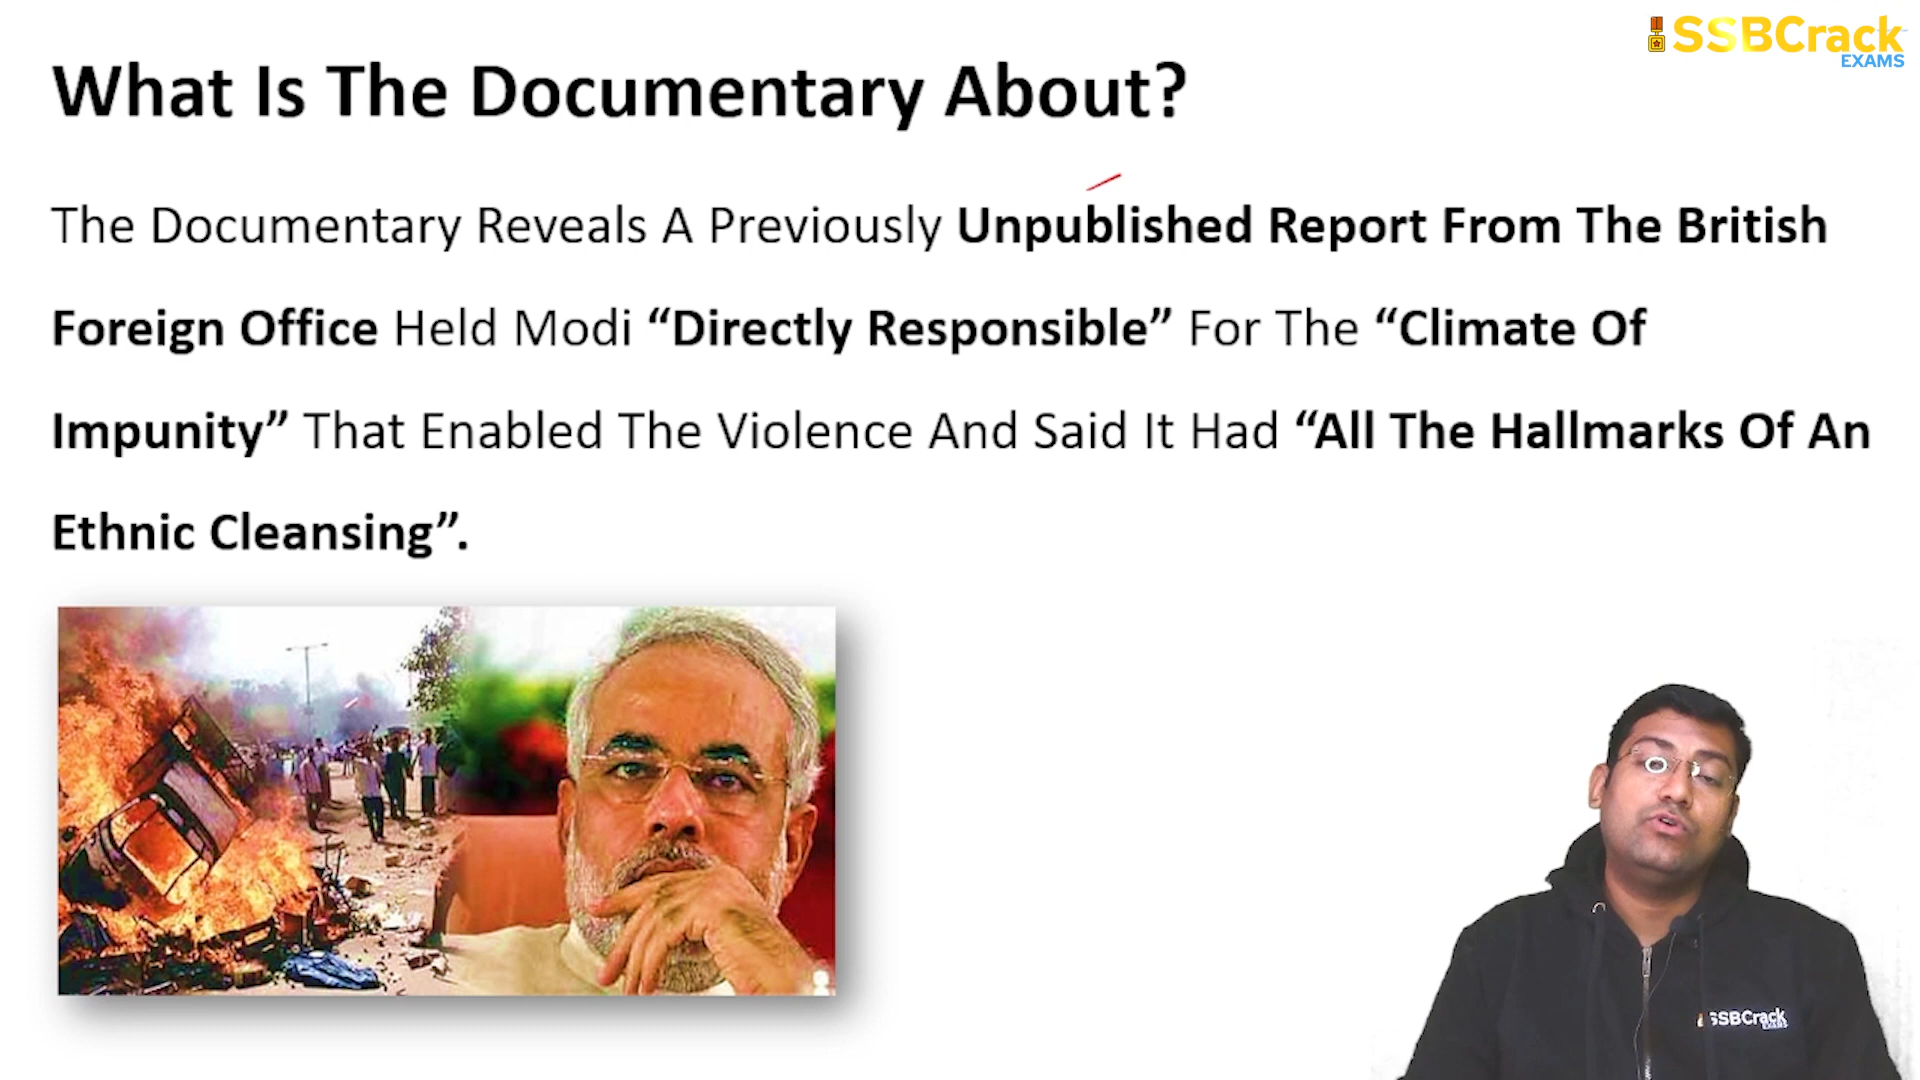 SSBCrack
EXAMS
What Is The Documentary About?
The Documentary Reveals A Previously Unpublished Report From The British
Foreign Office Held Modi “Directly Responsible” For The “Climate Of
Impunity” That Enabled The Violence And Said It Had “All The Hallmarks Of An
Ethnic Cleansing”.
SSBCrack
EXAMS